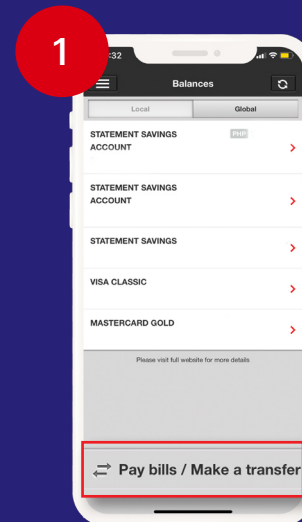 1
:32
Balances
Local Global
STATEMENT SAVINGS PHP
ACCOUNT
STATEMENT SAVINGS
ACCOUNT
STATEMENT SAVINGS
VISA CLASSIC
MASTERCARD GOLD
Please visit full website for more details
Pay bills / Make a transfer